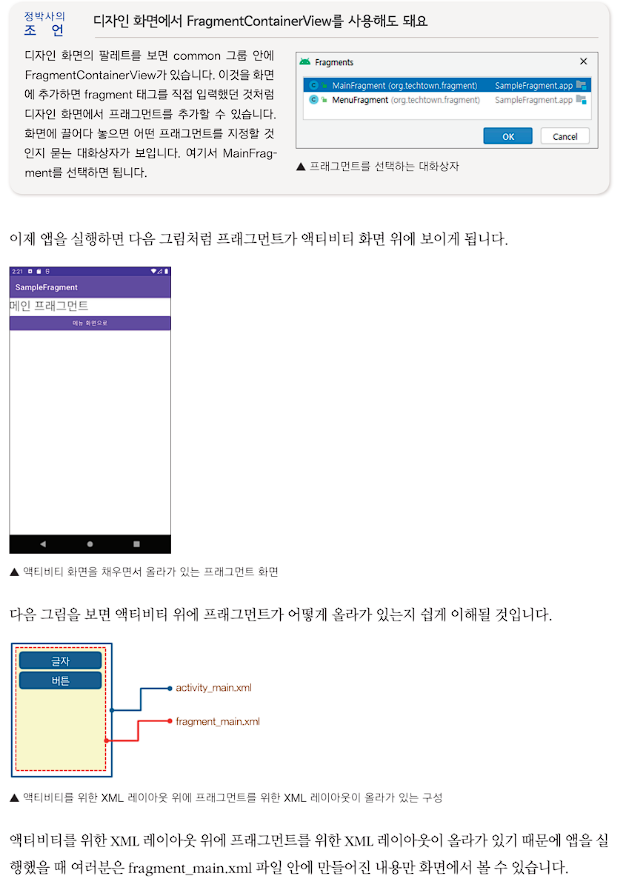 정박사의
조 언
디자인 화면에서 FragmentContainerView를 사용해도 돼요
디자인 화면의 팔레트를 보면 common 그룹 안에
FragmentContainerView가 있습니다. 이것을 화면
에 추가하면 fragment 태그를 직접 입력했던 것처럼
디자인 화면에서 프래그먼트를 추가할 수 있습니다.
화면에 끌어다 놓으면 어떤 프래그먼트를 지정할 것
인지 묻는 대화상자가 보입니다. 여기서 MainFrag-
ment를 선택하면 됩니다.
Fragments
MainFragment (org.techtown.fragment) SampleFragment.app
MenuFragment (org.techtown.fragment) SampleFragment.app
OK Cancel
▲ 프래그먼트를 선택하는 대화상자
이제 앱을 실행하면 다음 그림처럼 프래그먼트가 액티비티 화면 위에 보이게 됩니다.
2:21
SampleFragment
메인 프래그먼트
메뉴 화면으로
▲ 액티비티 화면을 채우면서 올라가 있는 프래그먼트 화면
다음 그림을 보면 액티비티 위에 프래그먼트가 어떻게 올라가 있는지 쉽게 이해될 것입니다.
글자
버튼
activity_main.xml
fragment_main.xml
▲ 액티비티를 위한 XML 레이아웃 위에 프래그먼트를 위한 XML 레이아웃이 올라가 있는 구성
액티비티를 위한 XML 레이아웃 위에 프래그먼트를 위한 XML 레이아웃이 올라가 있기 때문에 앱을 실
행했을 때 여러분은 fragment_main.xml 파일 안에 만들어진 내용만 화면에서 볼 수 있습니다.